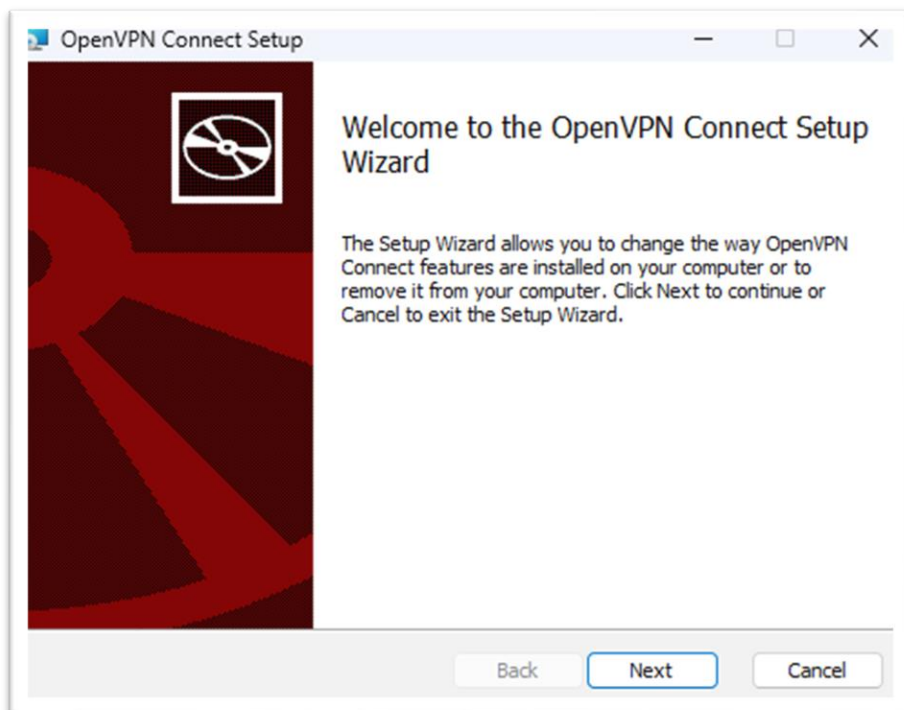 OpenVPN Connect Setup
Welcome to the OpenVPN Connect Setup
Wizard
The Setup Wizard allows you to change the way OpenVPN
Connect features are installed on your computer or to
remove it from your computer. Click Next to continue or
Cancel to exit the Setup Wizard.
Back Next Cancel